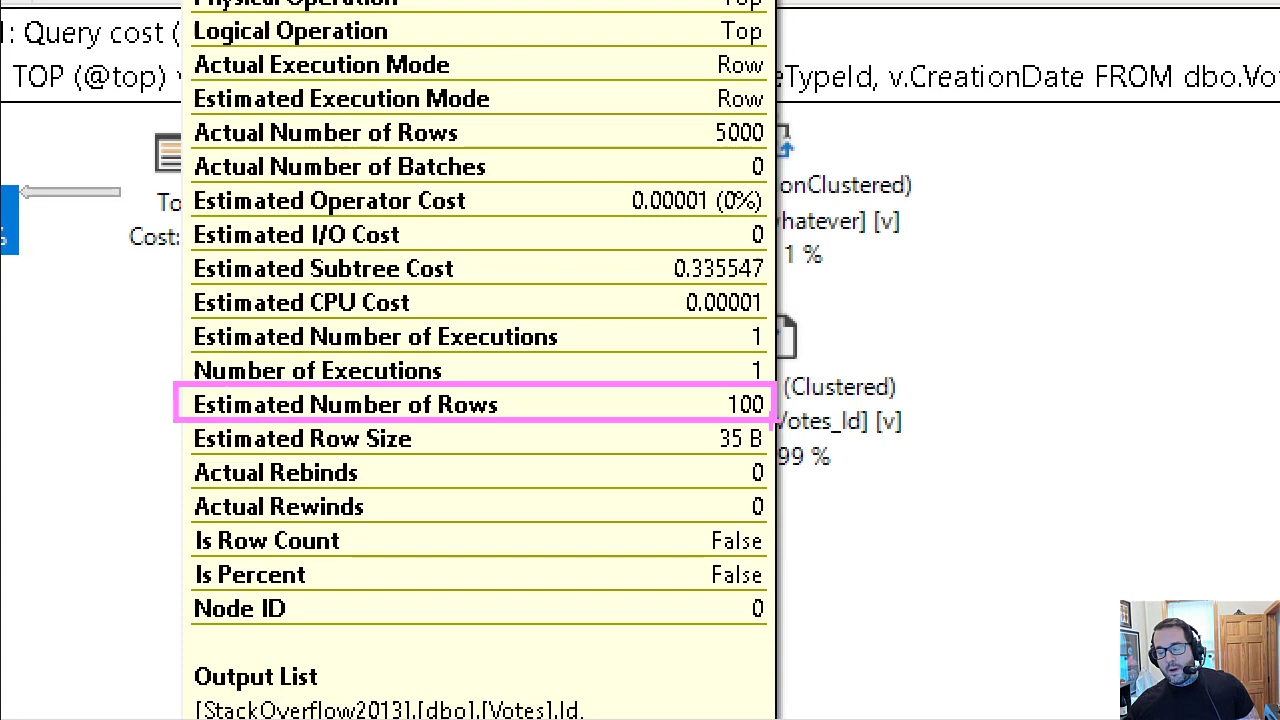 Physical Operation Top
1: Query cost (
Logical Operation Top
TOP (@top) v
Actual Execution Mode Row
eTypeId, v.CreationDate FROM dbo.Vo
Estimated Execution Mode Row
Actual Number of Rows 5000
Actual Number of Batches 0
onClustered)
To
Estimated Operator Cost 0.00001 (0%)
hatever] [v]
Cost:
%
Estimated I/O Cost 0
1 %
Estimated Subtree Cost 0.335547
Estimated CPU Cost 0.00001
Estimated Number of Executions 1
Number of Executions 1
(Clustered)
Estimated Number of Rows 100
Votes_Id] [v]
Estimated Row Size 35 B
99 %
Actual Rebinds 0
Actual Rewinds 0
Is Row Count False
Is Percent False
Node ID 0
Output List
[StackOverflow2013].[dbo].[Votes].Id,